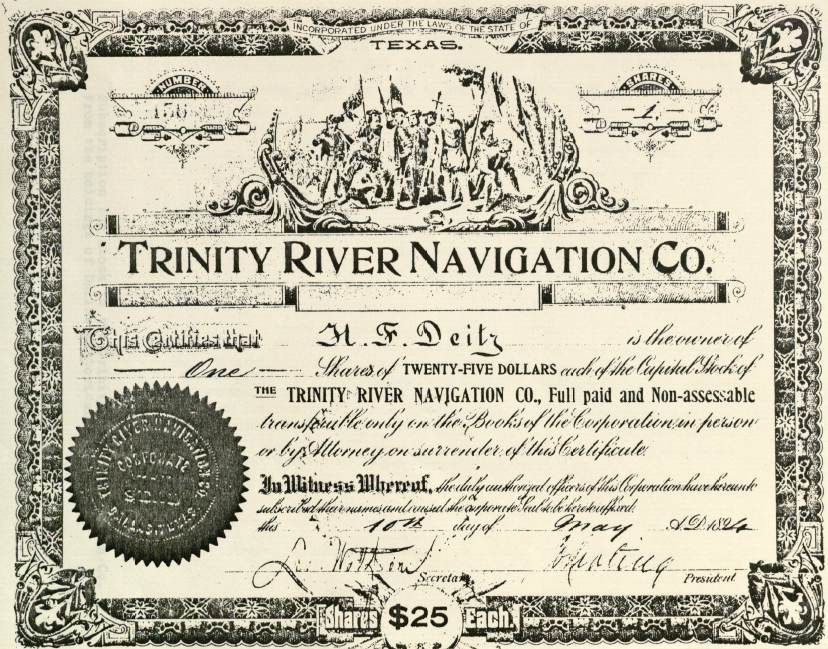 INCORPORATED UNDER THE LAWS OF THE STATE OF
TEXAS.
NUMBER
SHARES
-1-
TRINITY RIVER NAVIGATION CO.
This Certifies that H. F. Deitz is the owner of
One Shares of TWENTY-FIVE DOLLARS each of the Capital Stock of
THE TRINITY RIVER NAVIGATION CO., Full paid and Non-assessable
transferable only on the Books of the Corporation in person
or by Attorney on surrender of this Certificate.
In Witness Whereof, the duly authorized officers of this Corporation have hereunto
subscribed their names and caused the corporate Seal to be hereto affixed.
this 10th day of May A.D. 189
TRINITY RIVER NAVIGATION CO.
CORPORATE
SEAL
DALLAS, TEXAS
Secretary
President
Shares $25 Each.